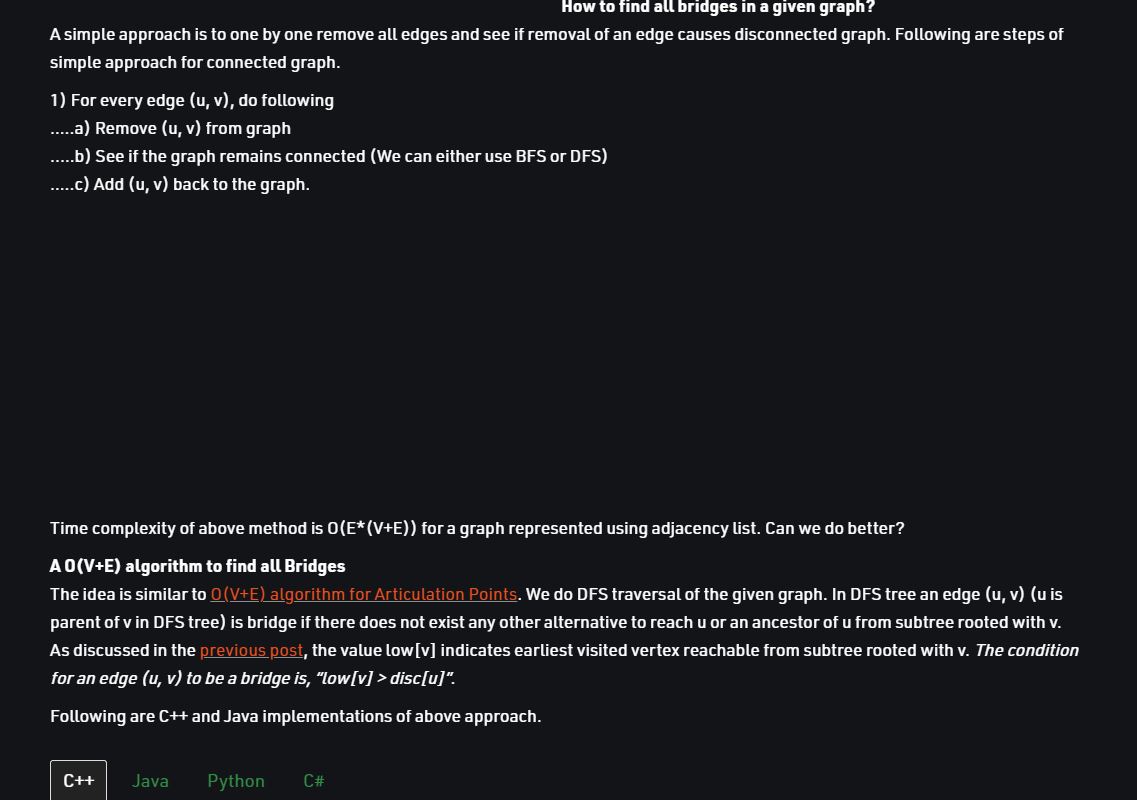 How to find all bridges in a given graph?
A simple approach is to one by one remove all edges and see if removal of an edge causes disconnected graph. Following are steps of
simple approach for connected graph.
1) For every edge (u, v), do following
.....a) Remove (u, v) from graph
.....b) See if the graph remains connected (We can either use BFS or DFS)
.....c) Add (u, v) back to the graph.
Time complexity of above method is O(E*(V+E)) for a graph represented using adjacency list. Can we do better?
A O(V+E) algorithm to find all Bridges
The idea is similar to O(V+E) algorithm for Articulation Points. We do DFS traversal of the given graph. In DFS tree an edge (u, v) (u is
parent of v in DFS tree) is bridge if there does not exist any other alternative to reach u or an ancestor of u from subtree rooted with v.
As discussed in the previous post, the value low[v] indicates earliest visited vertex reachable from subtree rooted with v. The condition
for an edge (u, v) to be a bridge is, “low[v] > disc[u]”.
Following are C++ and Java implementations of above approach.
C++ Java Python C#